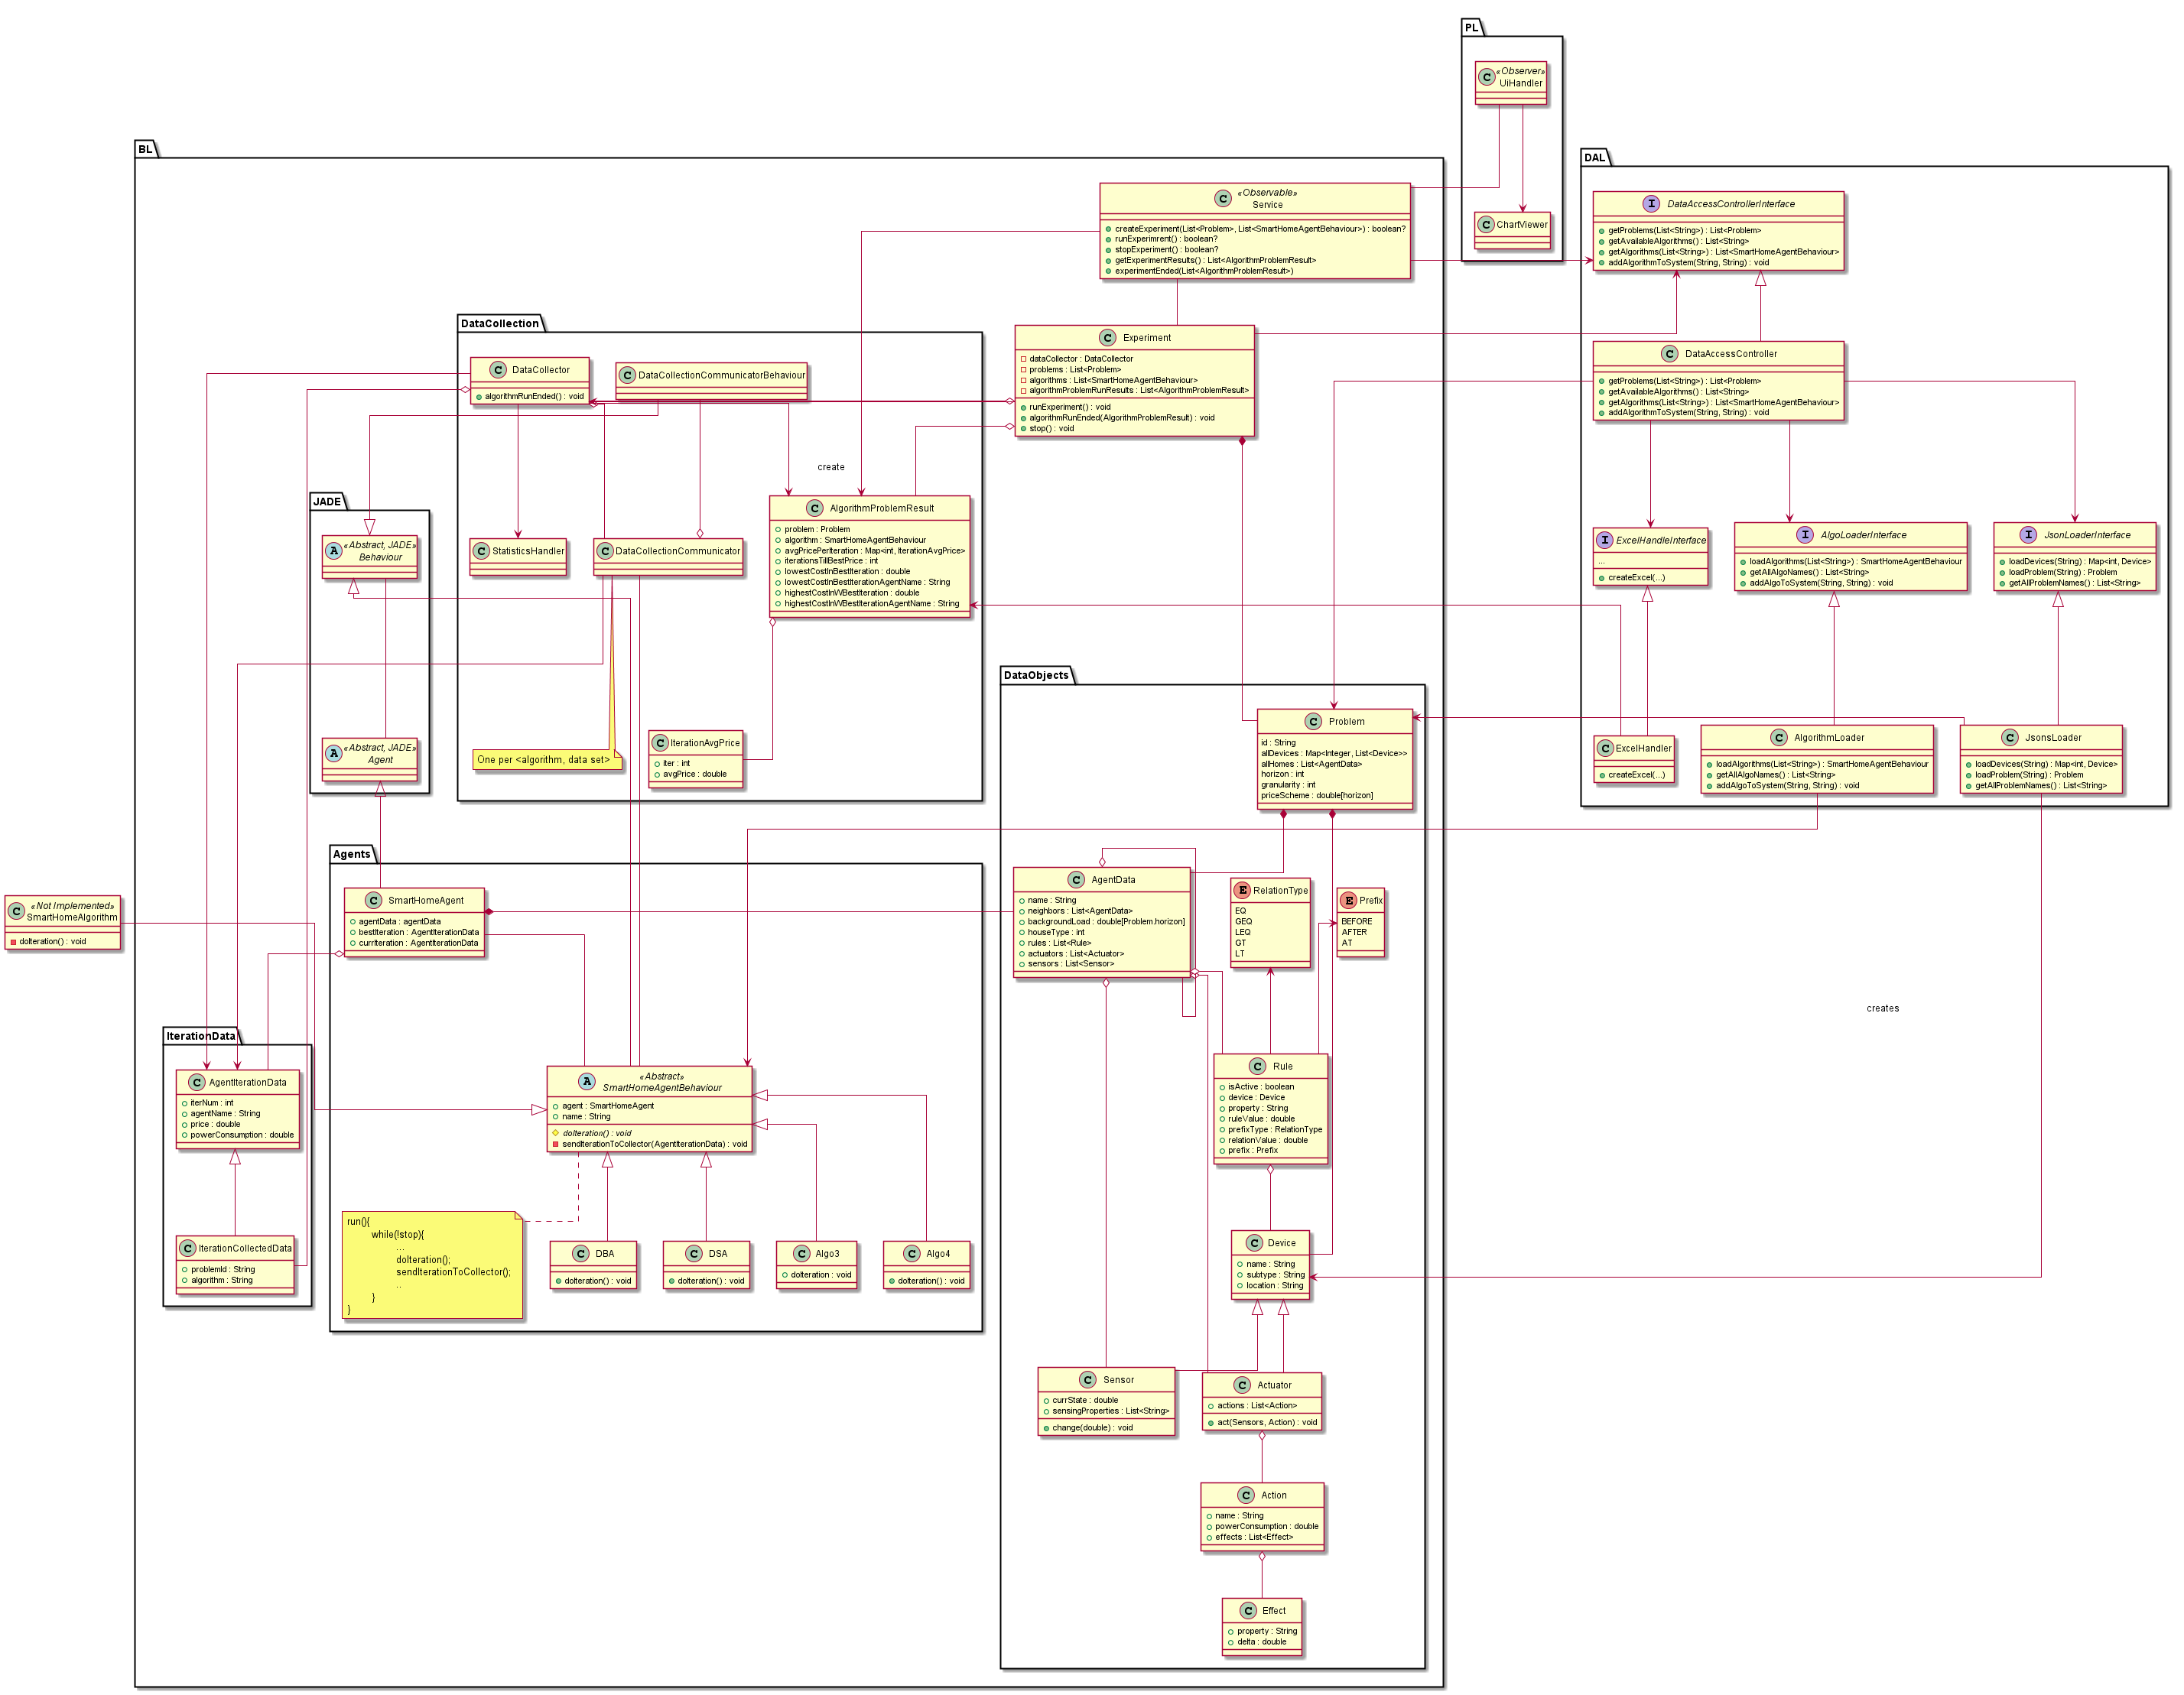 PL
«Observer»
UiHandler
ChartViewer
BL
«Observable»
Service
createExperiment(List<Problem>, List<SmartHomeAgentBehaviour>) : boolean?
runExperimrent() : boolean?
stopExperiment() : boolean?
getExperimentResults() : List<AlgorithmProblemResult>
experimentEnded(List<AlgorithmProblemResult>)
DAL
DataAccessControllerInterface
getProblems(List<String>) : List<Problem>
getAvailableAlgorithms() : List<String>
getAlgorithms(List<String>) : List<SmartHomeAgentBehaviour>
addAlgorithmToSystem(String, String) : void
DataCollection
DataCollector
algorithmRunEnded() : void
DataCollectionCommunicatorBehaviour
Experiment
dataCollector : DataCollector
problems : List<Problem>
algorithms : List<SmartHomeAgentBehaviour>
algorithmProblemRunResults : List<AlgorithmProblemResult>
runExperiment() : void
algorithmRunEnded(AlgorithmProblemResult) : void
stop() : void
DataAccessController
getProblems(List<String>) : List<Problem>
getAvailableAlgorithms() : List<String>
getAlgorithms(List<String>) : List<SmartHomeAgentBehaviour>
addAlgorithmToSystem(String, String) : void
create
JADE
«Abstract, JADE»
Behaviour
StatisticsHandler
DataCollectionCommunicator
AlgorithmProblemResult
problem : Problem
algorithm : SmartHomeAgentBehaviour
avgPricePerIteration : Map<int, IterationAvgPrice>
iterationsTillBestPrice : int
lowestCostInBestIteration : double
lowestCostInBestIterationAgentName : String
highestCostInWBestIteration : double
highestCostInWBestIterationAgentName : String
ExcelHandleInterface
...
createExcel(...)
AlgoLoaderInterface
loadAlgorithms(List<String>) : SmartHomeAgentBehaviour
getAllAlgoNames() : List<String>
addAlgoToSystem(String, String) : void
JsonLoaderInterface
loadDevices(String) : Map<int, Device>
loadProblem(String) : Problem
getAllProblemNames() : List<String>
«Abstract, JADE»
Agent
One per <algorithm, data set>
IterationAvgPrice
iter : int
avgPrice : double
DataObjects
Problem
id : String
allDevices : Map<Integer, List<Device>>
allHomes : List<AgentData>
horizon : int
granularity : int
priceScheme : double[horizon]
ExcelHandler
createExcel(...)
AlgorithmLoader
loadAlgorithms(List<String>) : SmartHomeAgentBehaviour
getAllAlgoNames() : List<String>
addAlgoToSystem(String, String) : void
JsonsLoader
loadDevices(String) : Map<int, Device>
loadProblem(String) : Problem
getAllProblemNames() : List<String>
Agents
«Not Implemented»
SmartHomeAlgorithm
doIteration() : void
SmartHomeAgent
agentData : agentData
bestIteration : AgentIterationData
currIteration : AgentIterationData
AgentData
name : String
neighbors : List<AgentData>
backgroundLoad : double[Problem.horizon]
houseType : int
rules : List<Rule>
actuators : List<Actuator>
sensors : List<Sensor>
RelationType
EQ
GEQ
LEQ
GT
LT
Prefix
BEFORE
AFTER
AT
creates
IterationData
AgentIterationData
iterNum : int
agentName : String
price : double
powerConsumption : double
«Abstract»
SmartHomeAgentBehaviour
agent : SmartHomeAgent
name : String
doIteration() : void
sendIterationToCollector(AgentIterationData) : void
Rule
isActive : boolean
device : Device
property : String
ruleValue : double
prefixType : RelationType
relationValue : double
prefix : Prefix
IterationCollectedData
problemId : String
algorithm : String
run(){
while(!stop){
...
doIteration();
sendIterationToCollector();
..
}
}
DBA
doIteration() : void
DSA
doIteration() : void
Algo3
doIteration : void
Algo4
doIteration() : void
Device
name : String
subtype : String
location : String
Sensor
currState : double
sensingProperties : List<String>
change(double) : void
Actuator
actions : List<Action>
act(Sensors, Action) : void
Action
name : String
powerConsumption : double
effects : List<Effect>
Effect
property : String
delta : double